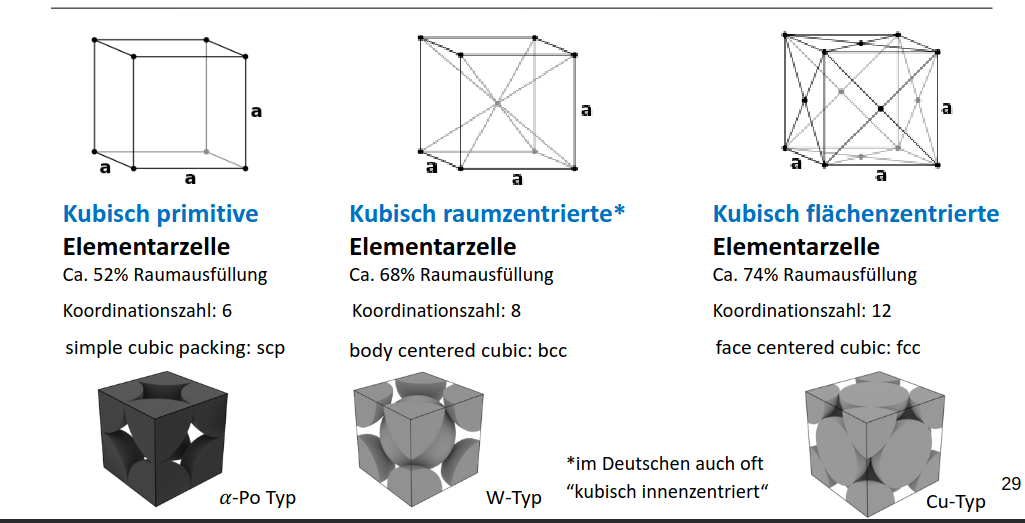 a
a
a
a
a
a
a
a
a
Kubisch primitive
Elementarzelle
Ca. 52% Raumausfüllung
Koordinationszahl: 6
simple cubic packing: scp
α-Po Typ
Kubisch raumzentrierte*
Elementarzelle
Ca. 68% Raumausfüllung
Koordinationszahl: 8
body centered cubic: bcc
W-Typ
*im Deutschen auch oft
“kubisch innenzentriert“
Kubisch flächenzentrierte
Elementarzelle
Ca. 74% Raumausfüllung
Koordinationszahl: 12
face centered cubic: fcc
Cu-Typ
29